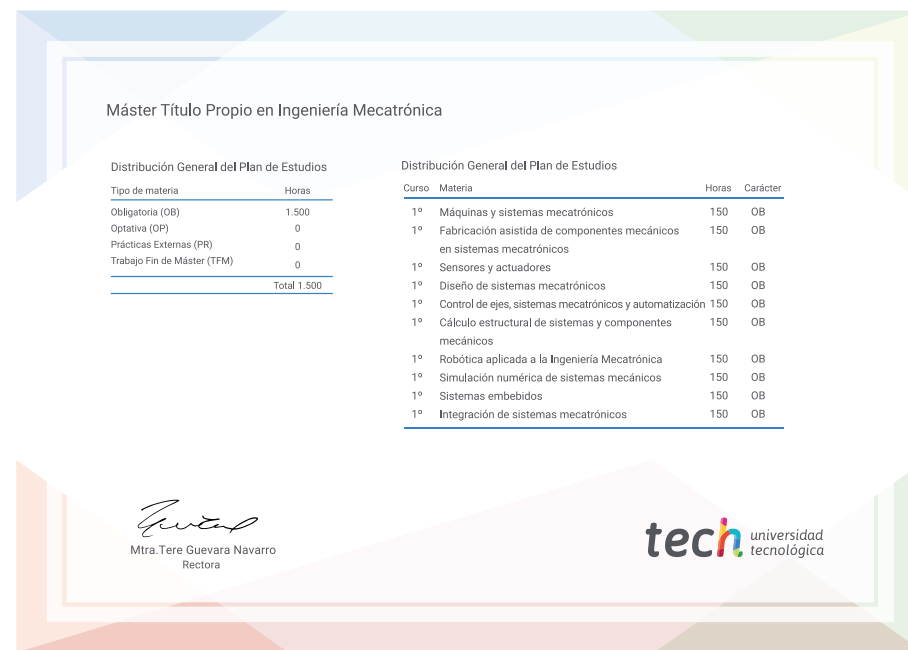 Máster Título Propio en Ingeniería Mecatrónica
Distribución General del Plan de Estudios
Tipo de materia Horas
Obligatoria (OB) 1.500
Optativa (OP) 0
Prácticas Externas (PR) 0
Trabajo Fin de Máster (TFM) 0
Total 1.500
Distribución General del Plan de Estudios
Curso Materia Horas Carácter
1º Máquinas y sistemas mecatrónicos 150 OB
1º Fabricación asistida de componentes mecánicos 150 OB
en sistemas mecatrónicos
1º Sensores y actuadores 150 OB
1º Diseño de sistemas mecatrónicos 150 OB
1º Control de ejes, sistemas mecatrónicos y automatización 150 OB
1º Cálculo estructural de sistemas y componentes 150 OB
mecánicos
1º Robótica aplicada a la Ingeniería Mecatrónica 150 OB
1º Simulación numérica de sistemas mecánicos 150 OB
1º Sistemas embebidos 150 OB
1º Integración de sistemas mecatrónicos 150 OB
Mtra.Tere Guevara Navarro
Rectora
tech universidad
tecnológica